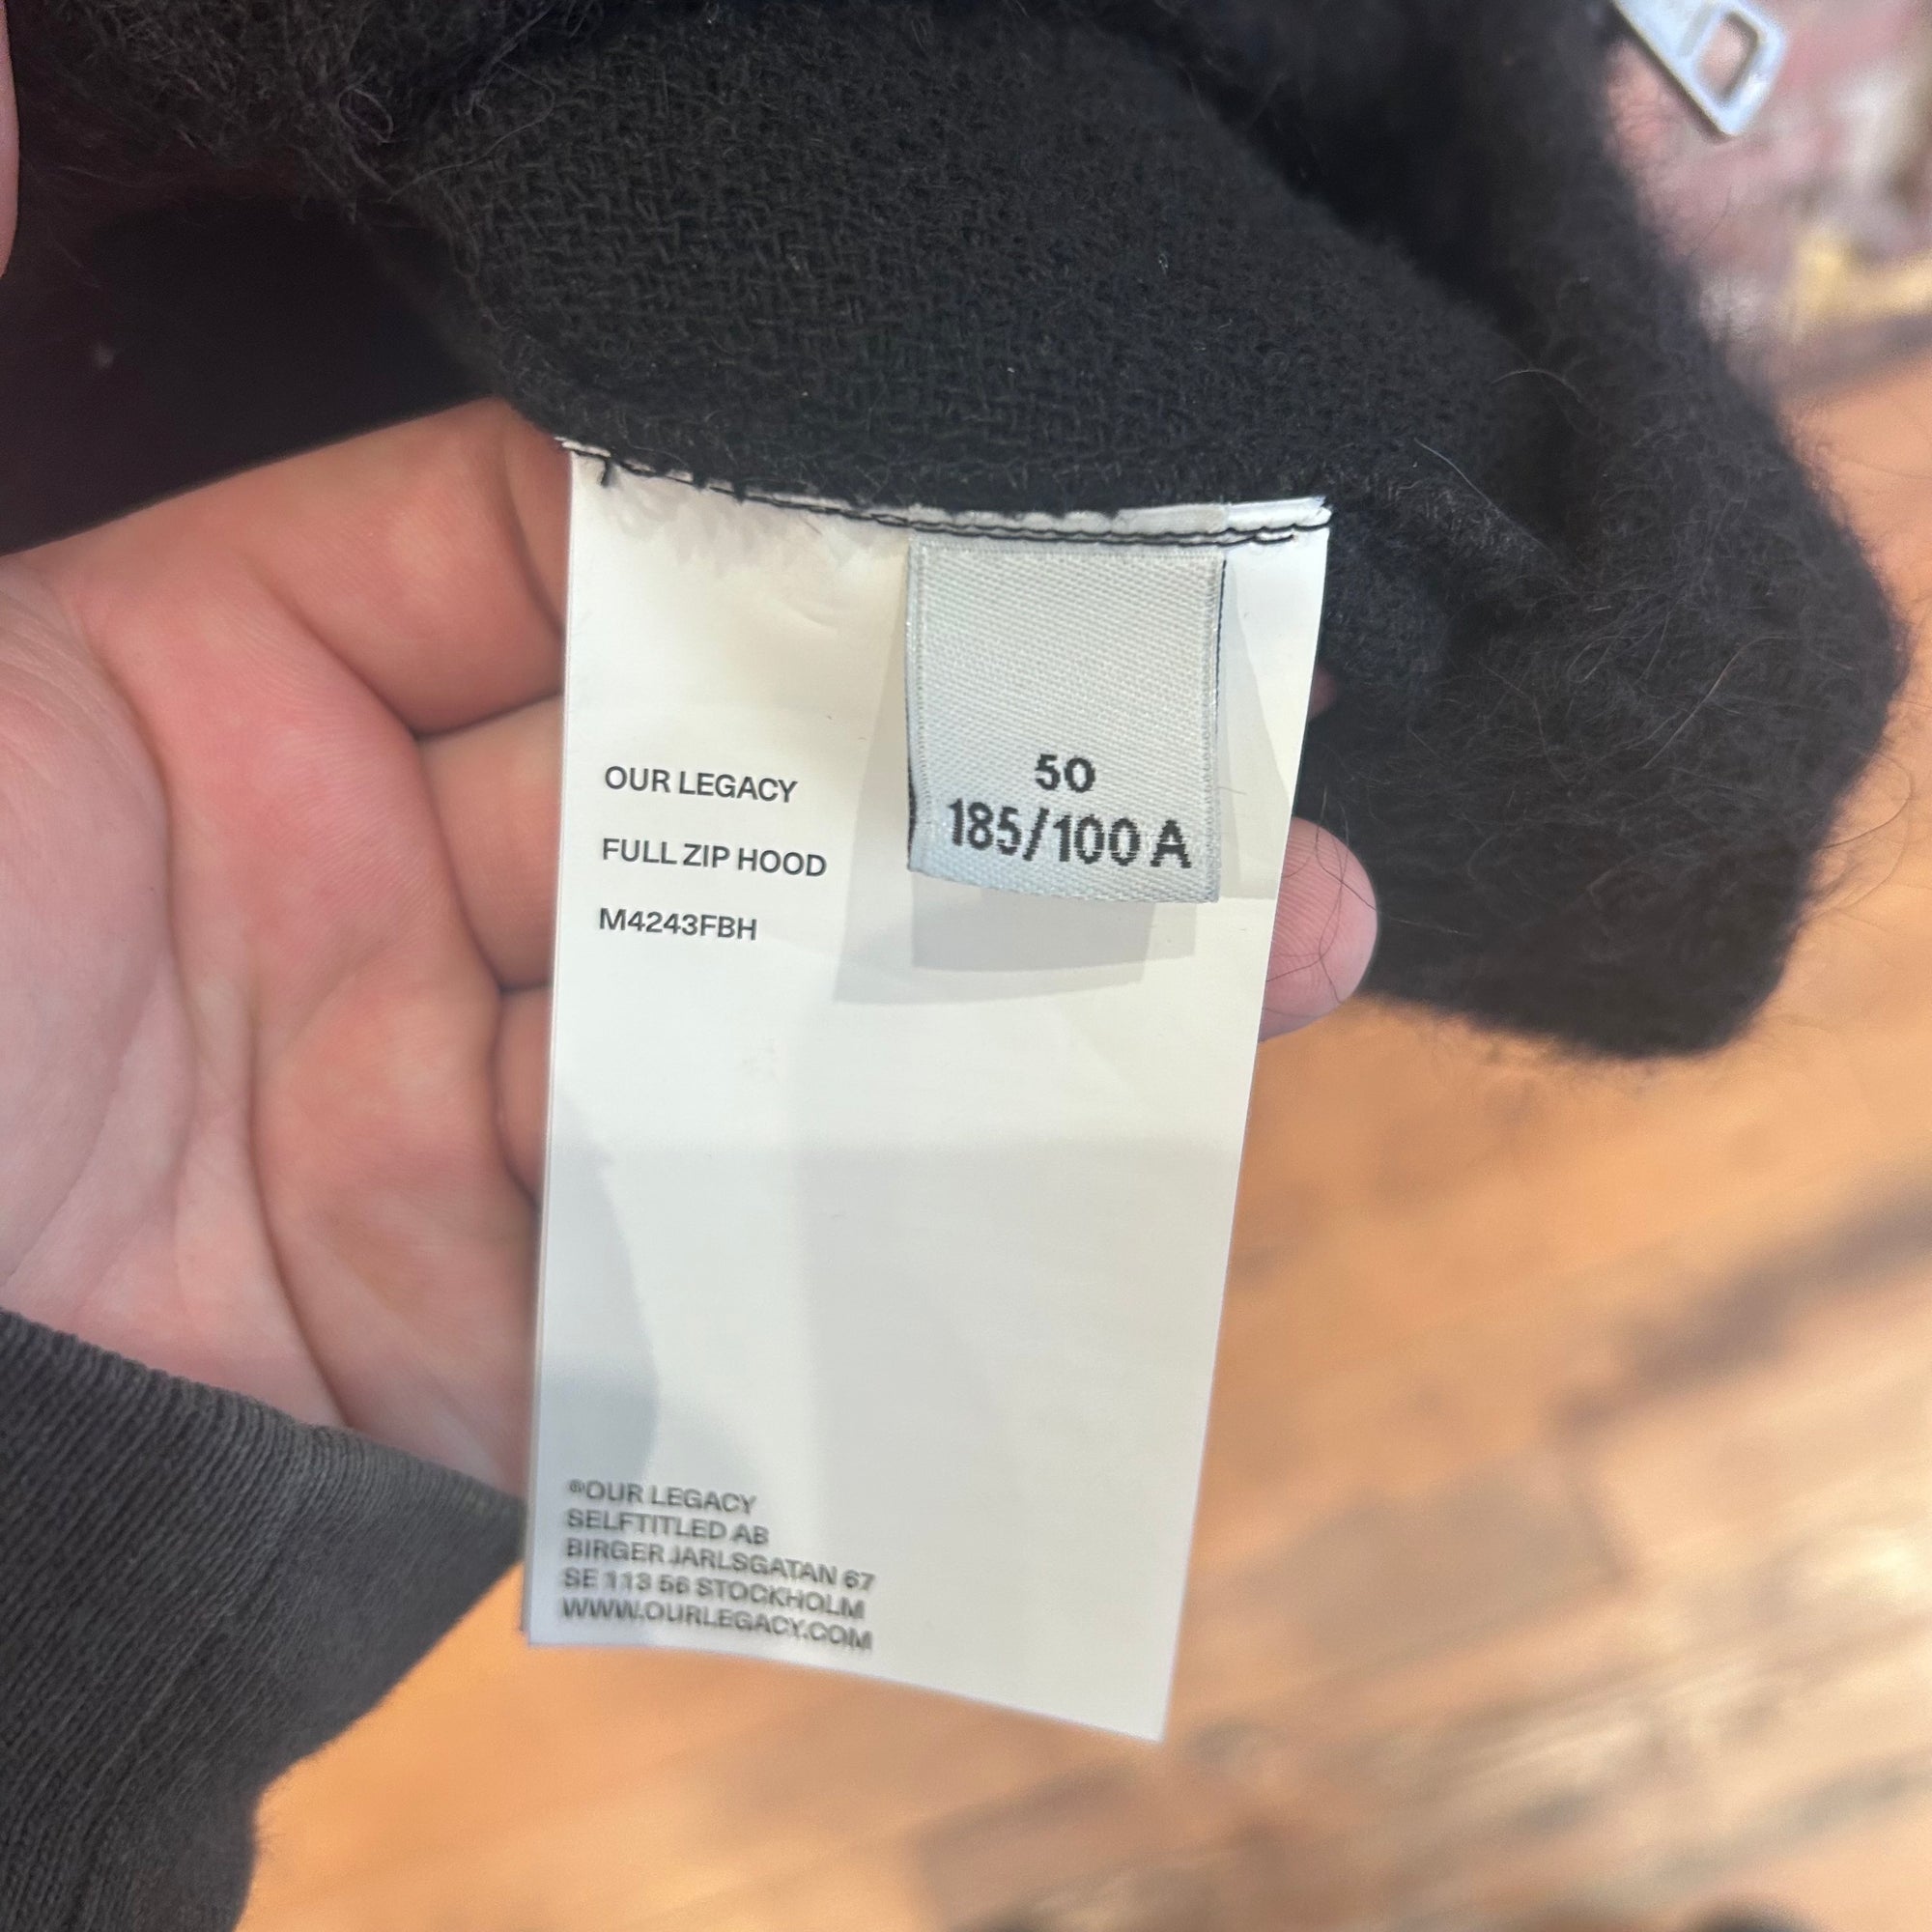 50
185/100 A
OUR LEGACY
FULL ZIP HOOD
M4243FBH
®OUR LEGACY
SELFTITLED AB
BIRGER JARLSGATAN 67
SE 113 56 STOCKHOLM
WWW.OURLEGACY.COM